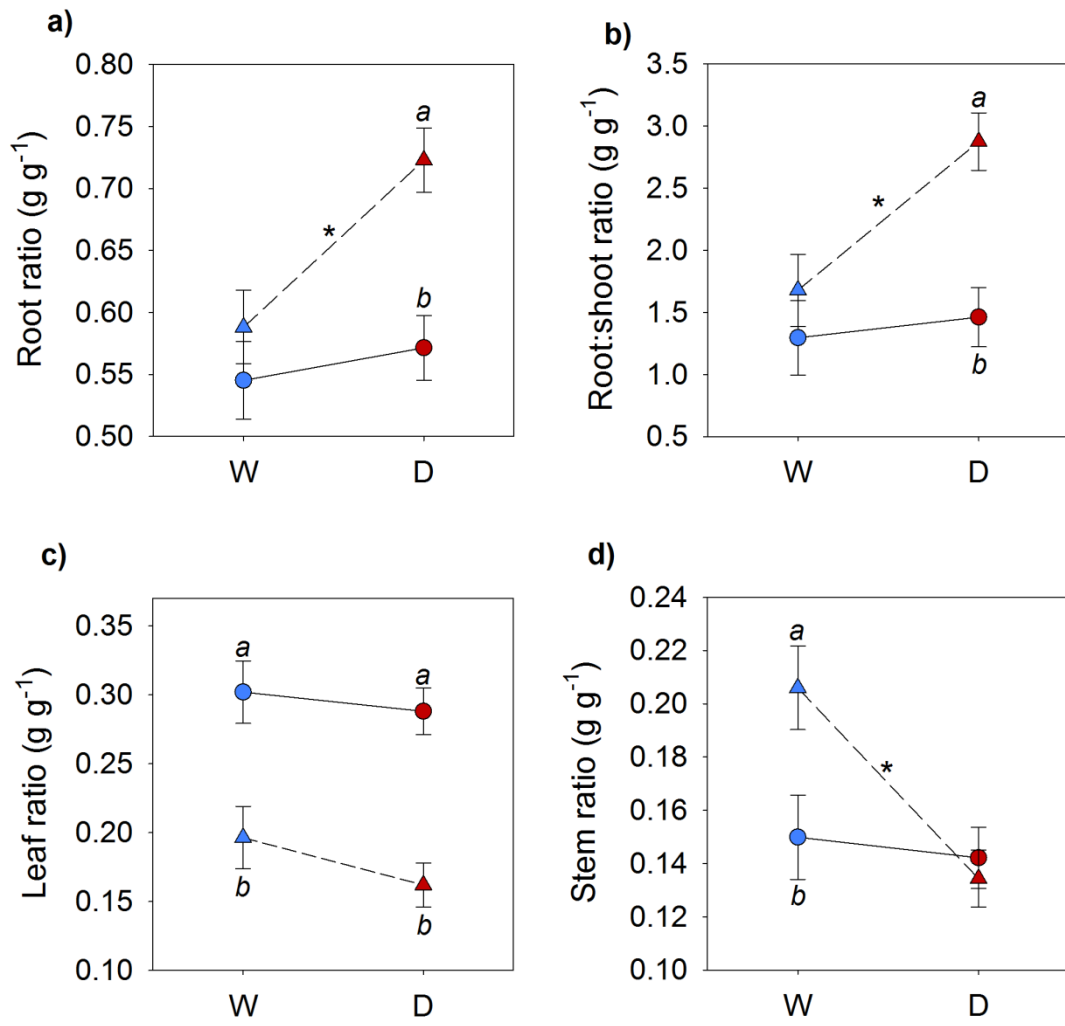 a)
Root ratio (g g⁻¹)
0.80
0.75
0.70
0.65
0.60
0.55
0.50
a
*
b
W D
b)
Root:shoot ratio (g g⁻¹)
3.5
3.0
2.5
2.0
1.5
1.0
0.5
a
*
b
W D
c)
Leaf ratio (g g⁻¹)
0.35
0.30
0.25
0.20
0.15
0.10
a a
b b
W D
d)
Stem ratio (g g⁻¹)
0.24
0.22
0.20
0.18
0.16
0.14
0.12
0.10
a
*
b
W D